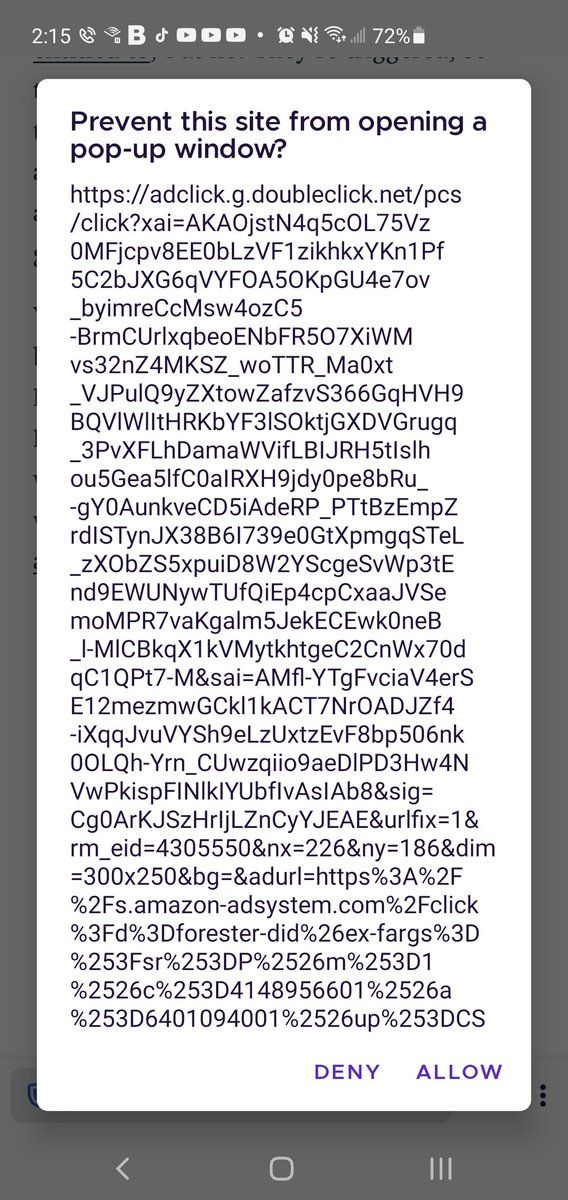 2:15
72%
Prevent this site from opening a
pop-up window?
https://adclick.g.doubleclick.net/pcs
/click?xai=AKAOjstN4q5cOL75Vz
0MFjcpv8EE0bLzVF1zikhkxYKn1Pf
5C2bJXG6qVYFOA5OKpGU4e7ov
_byimreCcMsw4ozC5
-BrmCUrlxqbeoENbFR5O7XiWM
vs32nZ4MKSZ_woTTR_Ma0xt
_VJPulQ9yZXtowZafzvS366GqHVH9
BQVlWlItHRKbYF3lSOktjGXDVGrugq
_3PvXFLhDamaWVifLBIJRH5tIslh
ou5Gea5lfC0aIRXH9jdy0pe8bRu_
-gY0AunkveCD5iAdeRP_PTtBzEmpZ
rdISTynJX38B6I739e0GtXpmgqSTeL
_zXObZS5xpuiD8W2YScgeSvWp3tE
nd9EWUNywTUfQiEp4cpCxaaJVSe
moMPR7vaKgalm5JekECEwk0neB
_l-MlCBkqX1kVMytkhtgeC2CnWx70d
qC1QPt7-M&sai=AMfl-YTgFvciaV4erS
E12mezmwGCkl1kACT7NrOADJZf4
-iXqqJvuVYSh9eLzUxtzEvF8bp506nk
0OLQh-Yrn_CUwzqiio9aeDlPD3Hw4N
VwPkispFINlkIYUbfIvAsIAb8&sig=
Cg0ArKJSzHrIjLZnCyYJEAE&urlfix=1&
rm_eid=4305550&nx=226&ny=186&dim
=300x250&bg=&adurl=https%3A%2F
%2Fs.amazon-adsystem.com%2Fclick
%3Fd%3Dforester-did%26ex-fargs%3D
%253Fsr%253DP%2526m%253D1
%2526c%253D4148956601%2526a
%253D6401094001%2526up%253DCS
DENY ALLOW